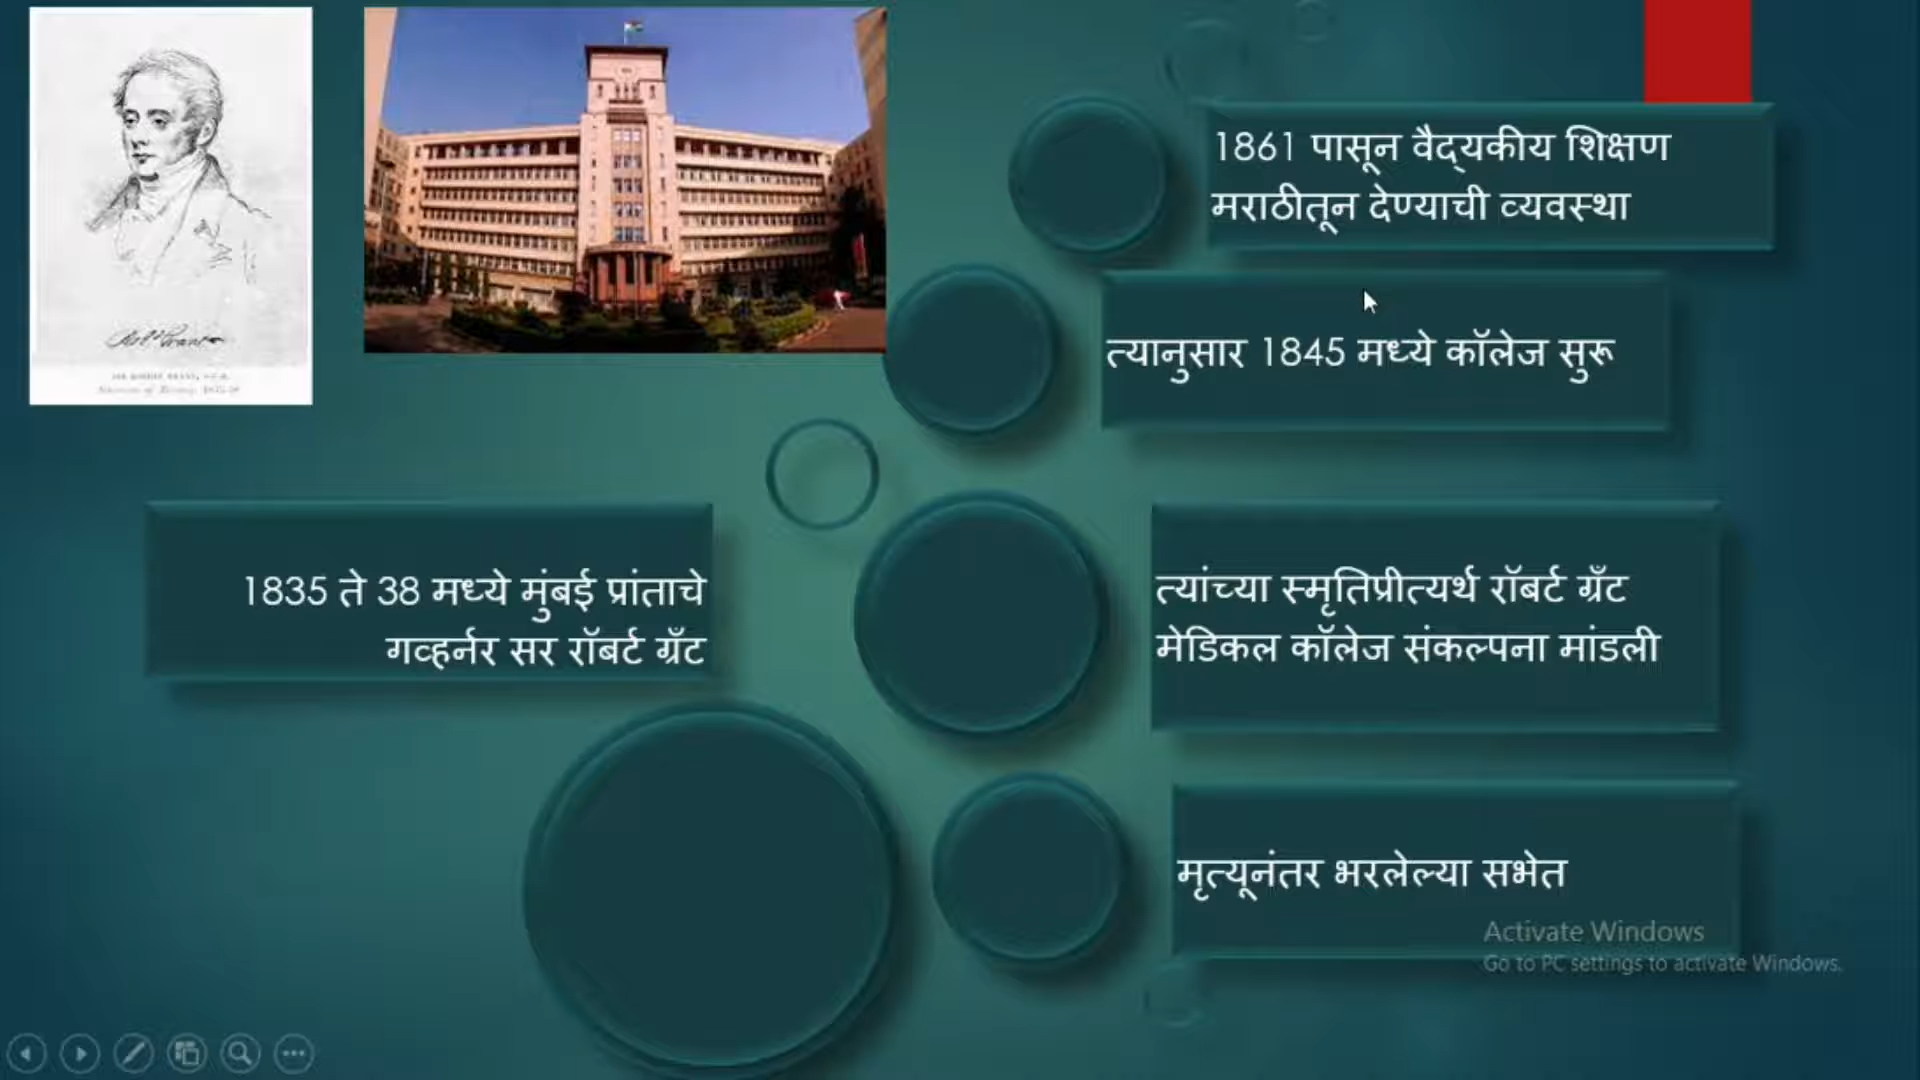 1861 पासून वैद्यकीय शिक्षण
मराठीतून देण्याची व्यवस्था
त्यानुसार 1845 मध्ये कॉलेज सुरू
1835 ते 38 मध्ये मुंबई प्रांताचे
गव्हर्नर सर रॉबर्ट ग्रँट
त्यांच्या स्मृतिप्रीत्यर्थ रॉबर्ट ग्रँट
मेडिकल कॉलेज संकल्पना मांडली
मृत्यूनंतर भरलेल्या सभेत
Activate Windows
Go to PC settings to activate Windows.